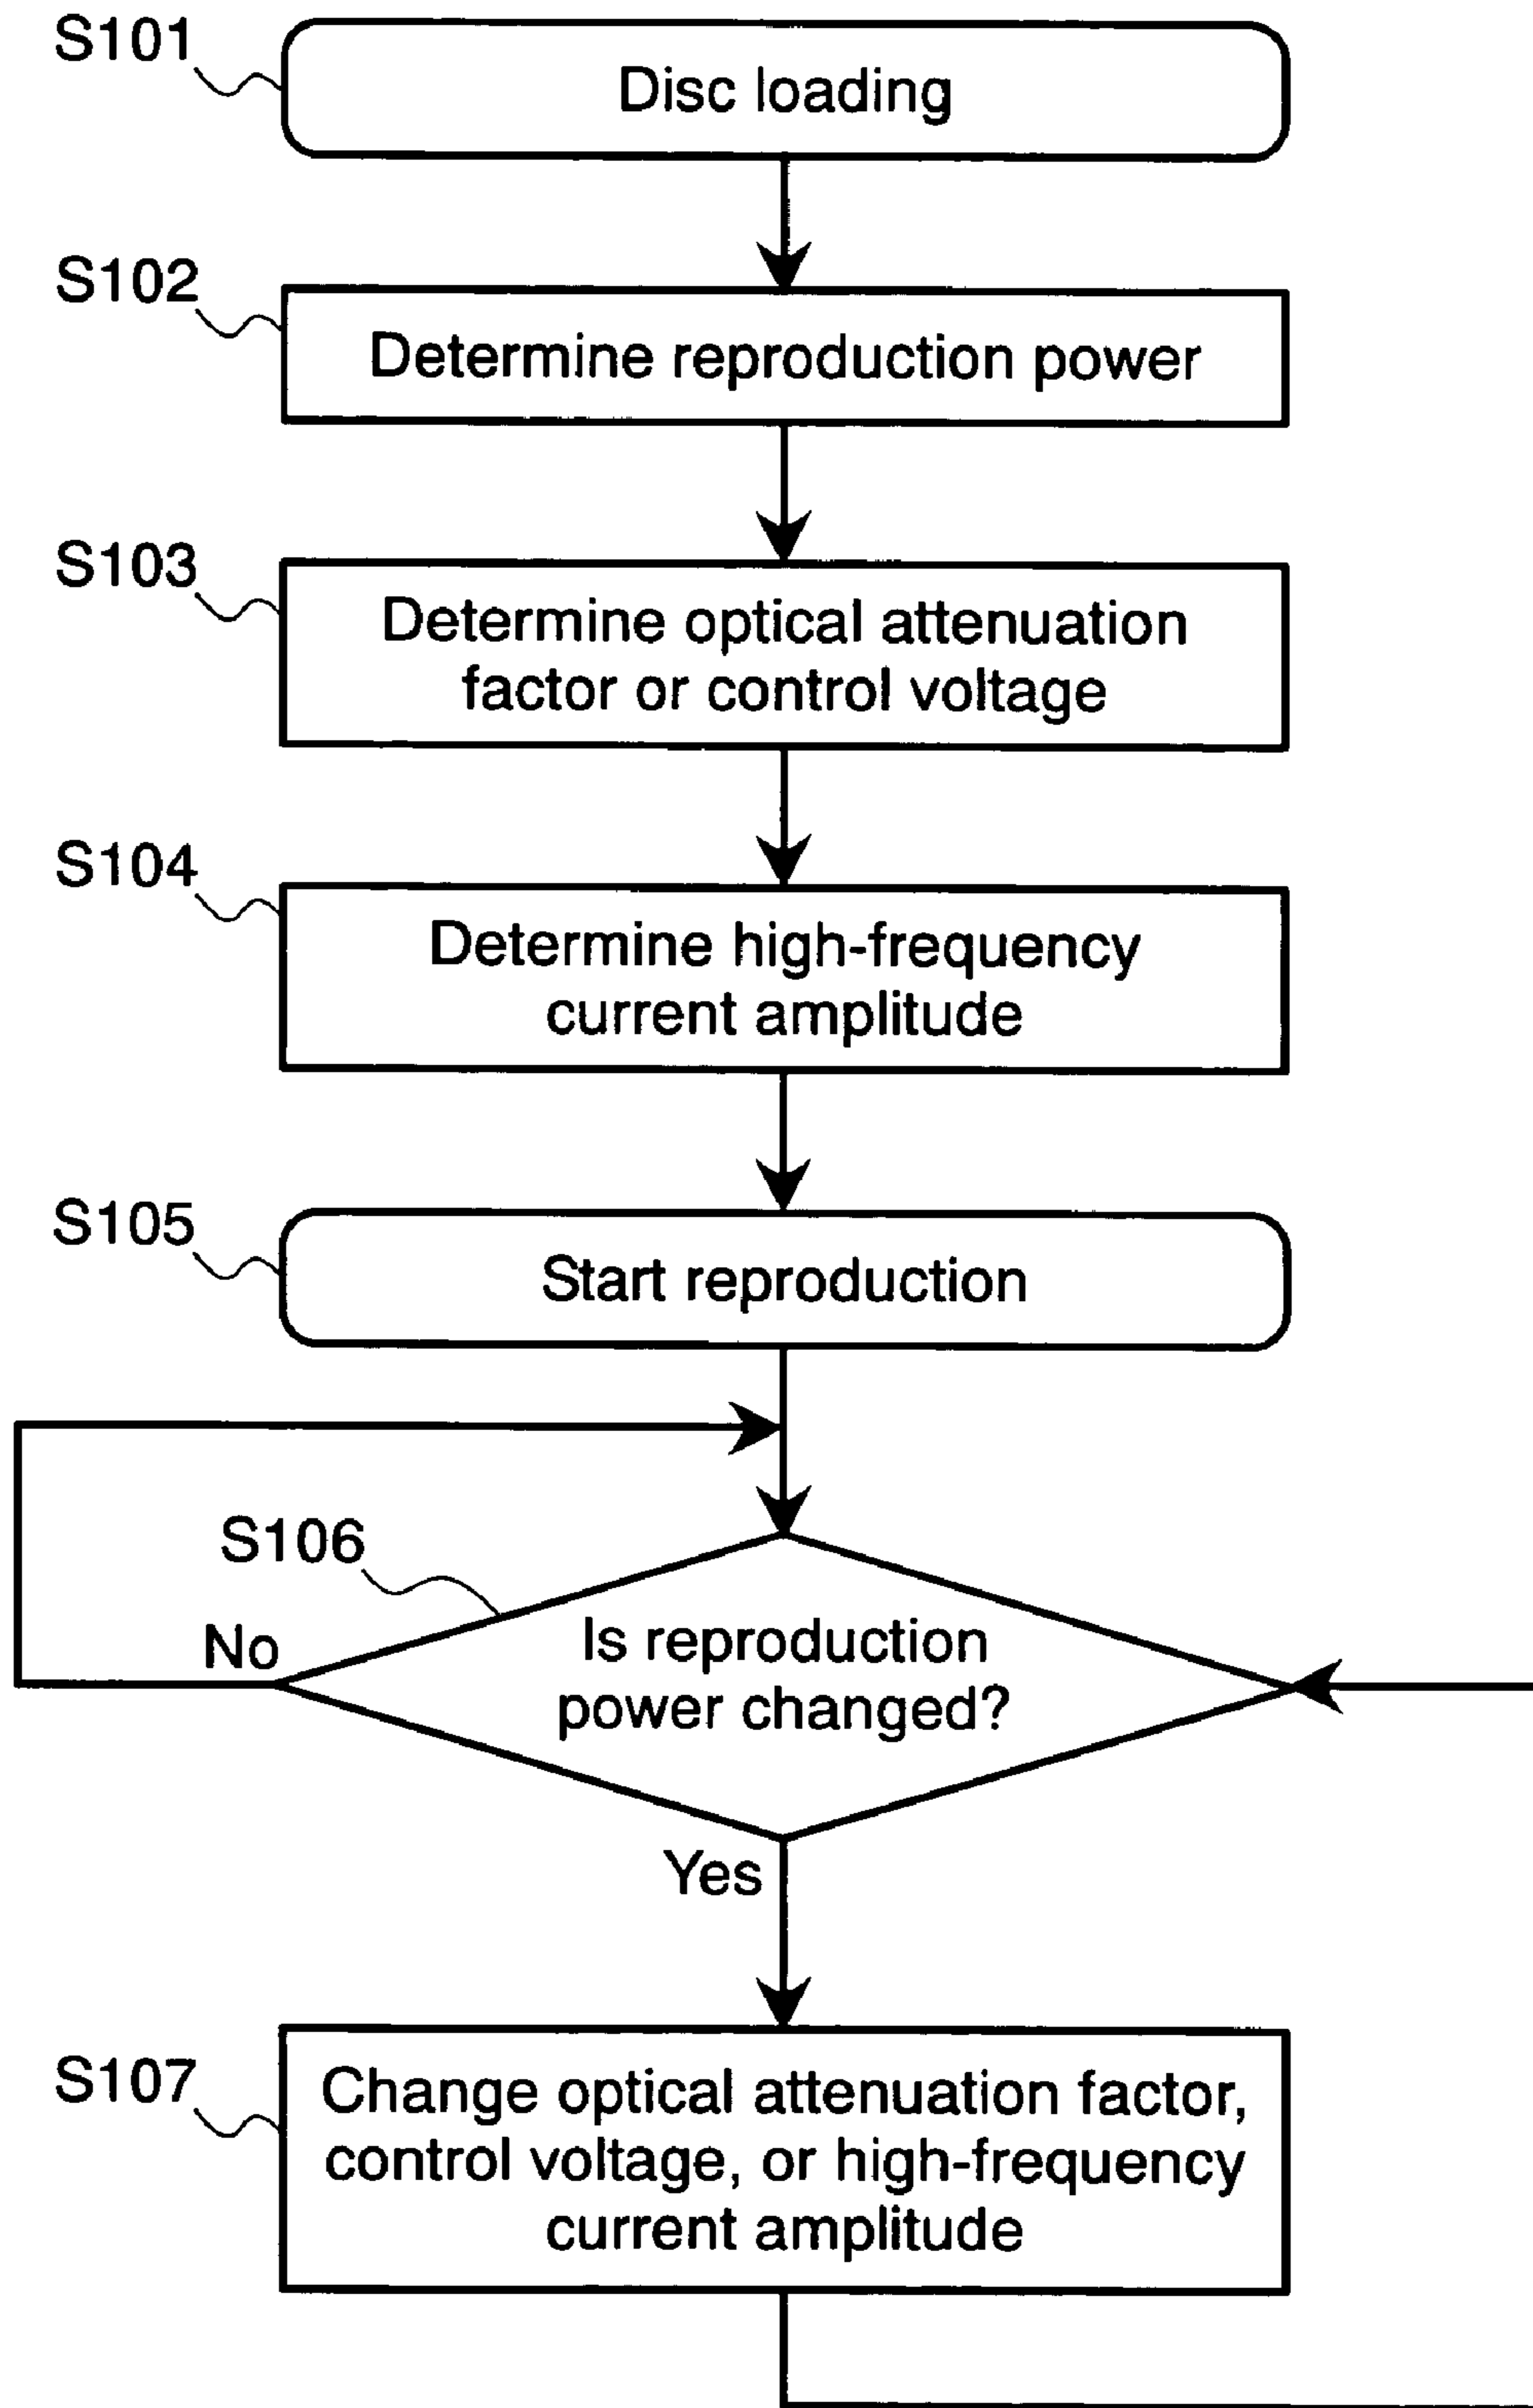 S101
Disc loading
S102
Determine reproduction power
S103
Determine optical attenuation
factor or control voltage
S104
Determine high-frequency
current amplitude
S105
Start reproduction
S106
No
Is reproduction
power changed?
Yes
S107
Change optical attenuation factor,
control voltage, or high-frequency
current amplitude